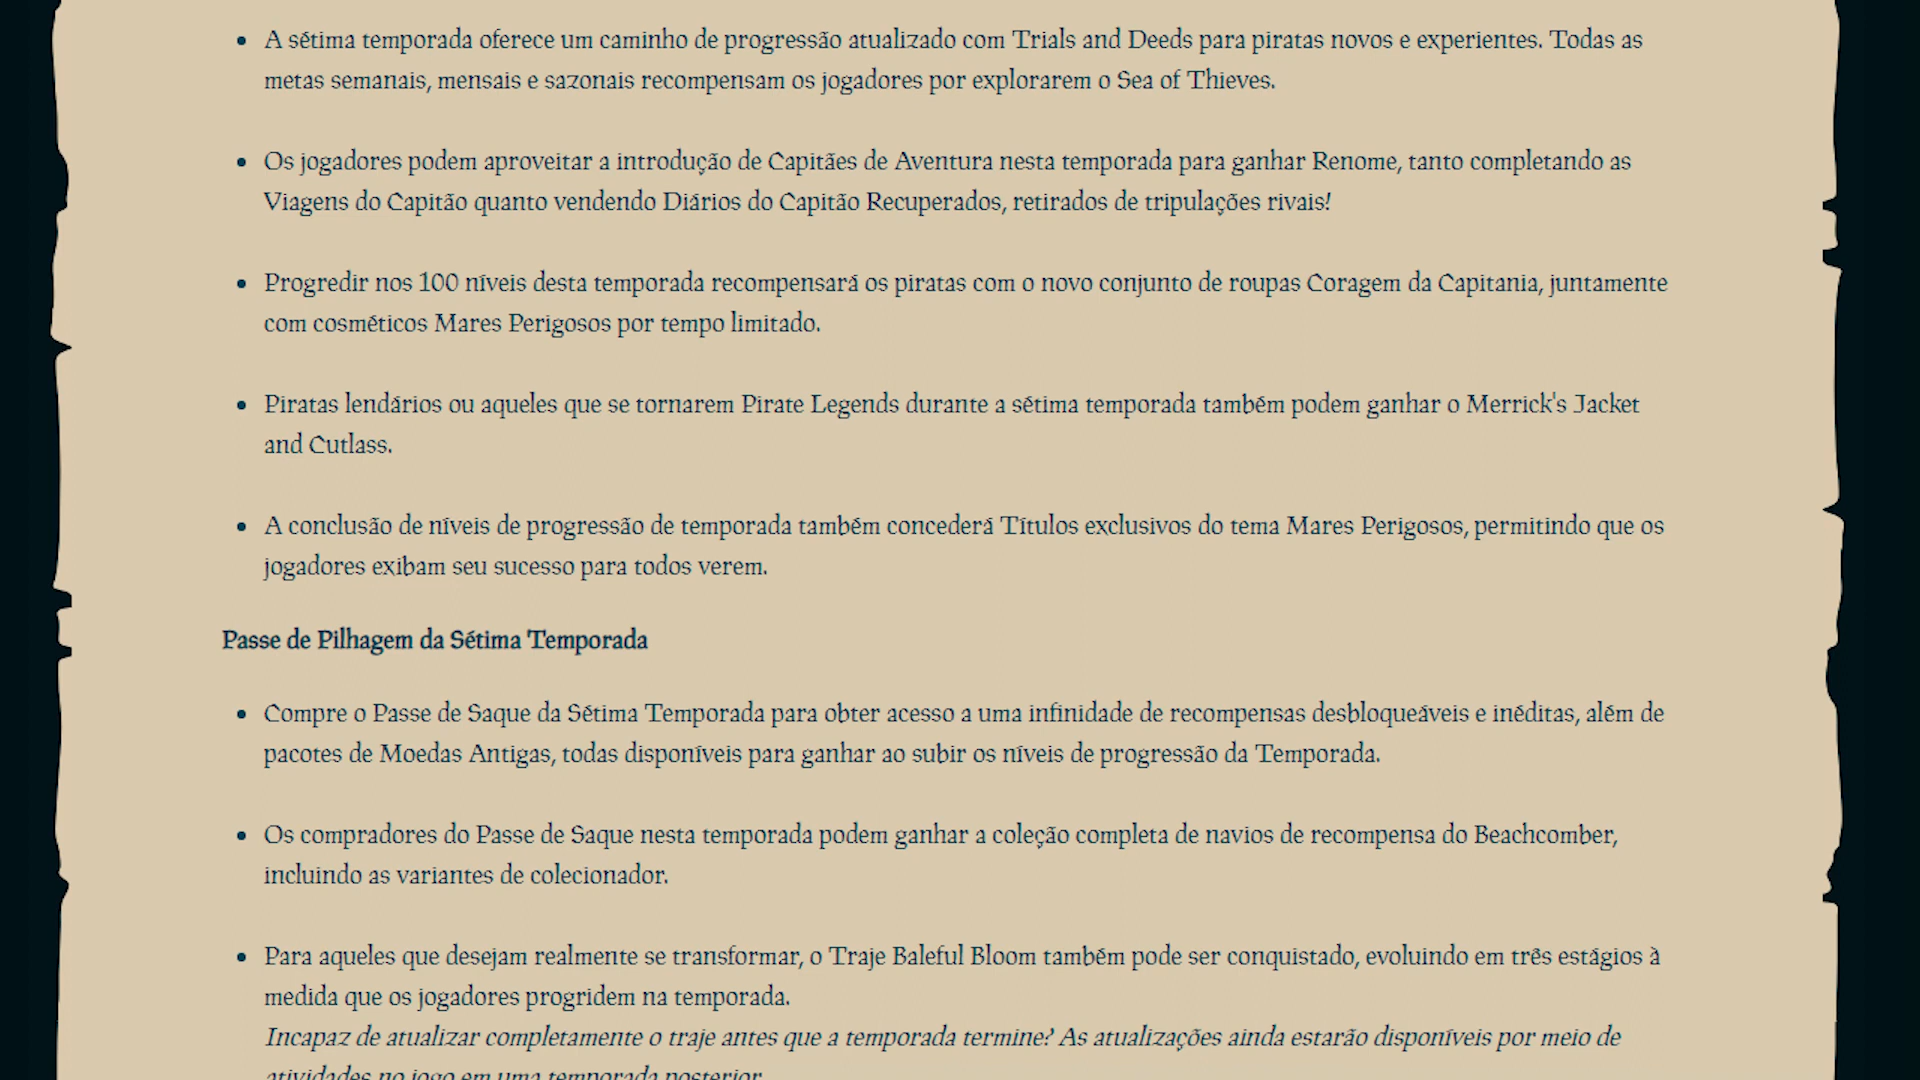 A sétima temporada oferece um caminho de progressão atualizado com Trials and Deeds para piratas novos e experientes. Todas as
metas semanais, mensais e sazonais recompensam os jogadores por explorarem o Sea of Thieves.
Os jogadores podem aproveitar a introdução de Capitães de Aventura nesta temporada para ganhar Renome, tanto completando as
Viagens do Capitão quanto vendendo Diários do Capitão Recuperados, retirados de tripulações rivais!
Progredir nos 100 níveis desta temporada recompensará os piratas com o novo conjunto de roupas Coragem da Capitania, juntamente
com cosméticos Mares Perigosos por tempo limitado.
Piratas lendários ou aqueles que se tornarem Pirate Legends durante a sétima temporada também podem ganhar o Merrick's Jacket
and Cutlass.
A conclusão de níveis de progressão de temporada também concederá Títulos exclusivos do tema Mares Perigosos, permitindo que os
jogadores exibam seu sucesso para todos verem.
Passe de Pilhagem da Sétima Temporada
Compre o Passe de Saque da Sétima Temporada para obter acesso a uma infinidade de recompensas desbloqueáveis e inéditas, além de
pacotes de Moedas Antigas, todas disponíveis para ganhar ao subir os níveis de progressão da Temporada.
Os compradores do Passe de Saque nesta temporada podem ganhar a coleção completa de navios de recompensa do Beachcomber,
incluindo as variantes de colecionador.
Para aqueles que desejam realmente se transformar, o Traje Baleful Bloom também pode ser conquistado, evoluindo em três estágios à
medida que os jogadores progridem na temporada.
Incapaz de atualizar completamente o traje antes que a temporada termine? As atualizações ainda estarão disponíveis por meio de
atividades no jogo em uma temporada posterior.